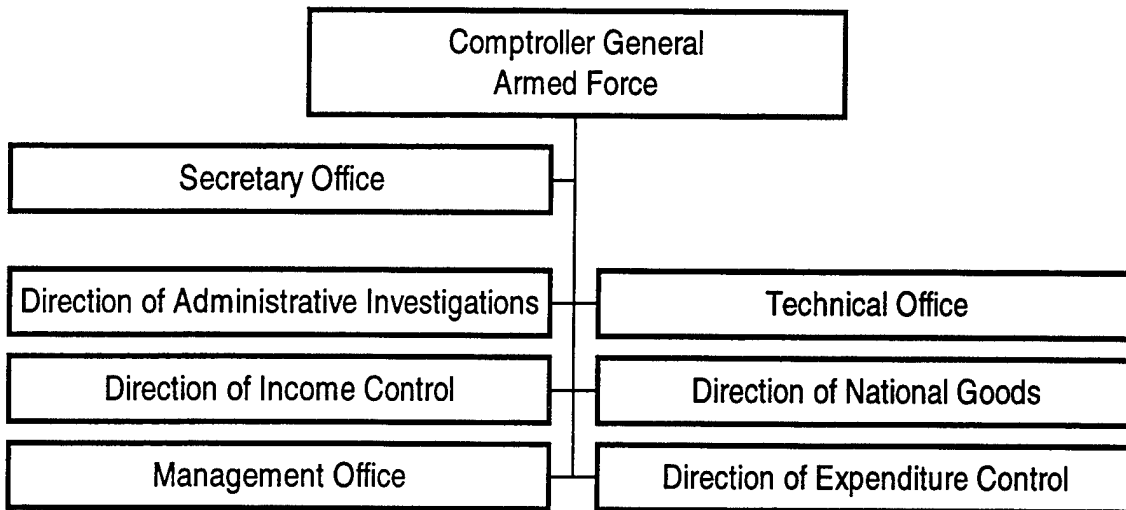 Comptroller General
Armed Force
Secretary Office
Direction of Administrative Investigations
Technical Office
Direction of Income Control
Direction of National Goods
Management Office
Direction of Expenditure Control